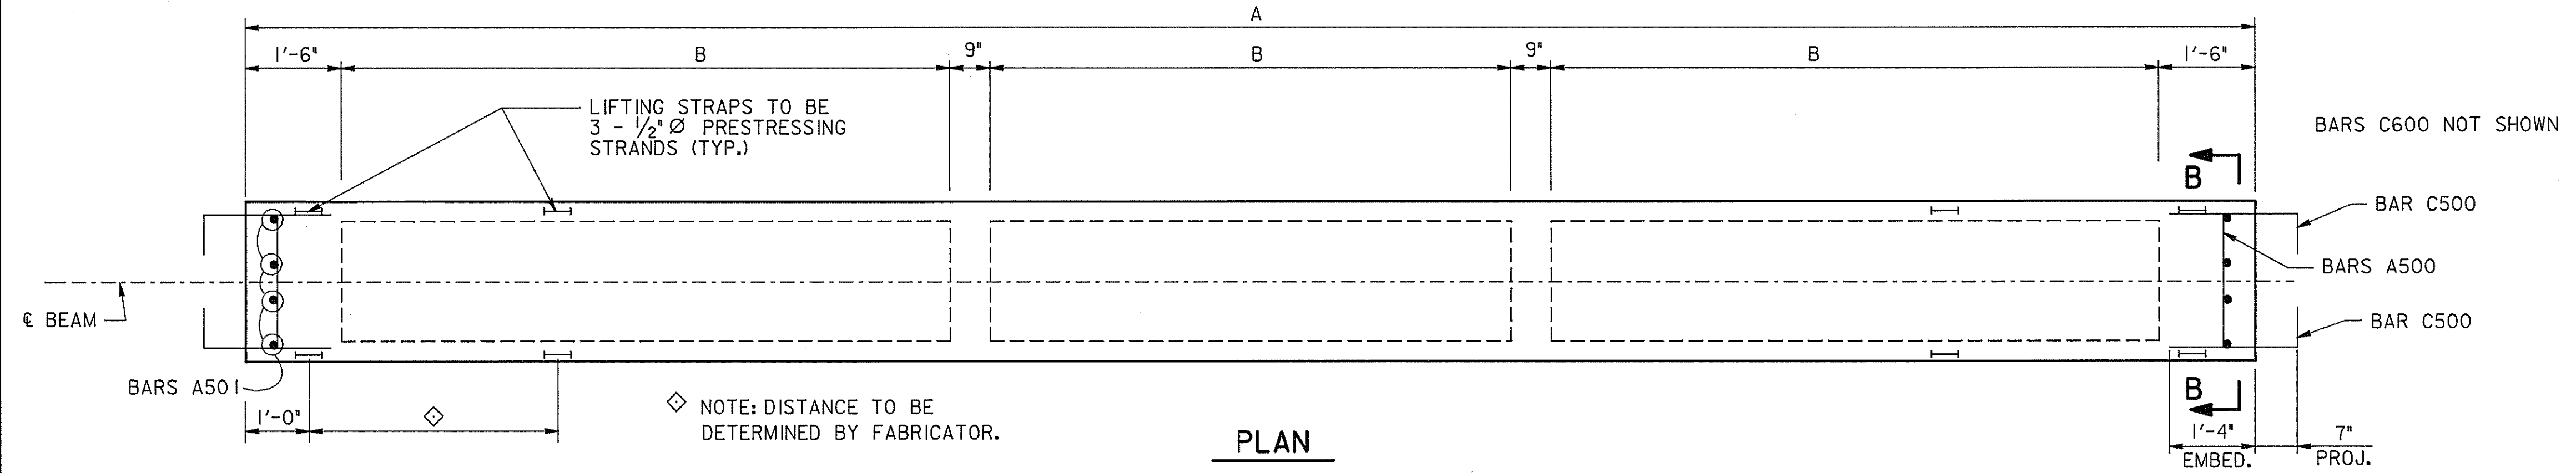 A
1'-6"
B
9"
B
9"
B
1'-6"
LIFTING STRAPS TO BE
3 - 1/2" Ø PRESTRESSING
STRANDS (TYP.)
BARS C600 NOT SHOWN
B
BAR C500
BARS A500
℄ BEAM
BAR C500
BARS A501
B
1'-0"
◇
◇ NOTE: DISTANCE TO BE
DETERMINED BY FABRICATOR.
PLAN
1'-4"
EMBED.
7"
PROJ.